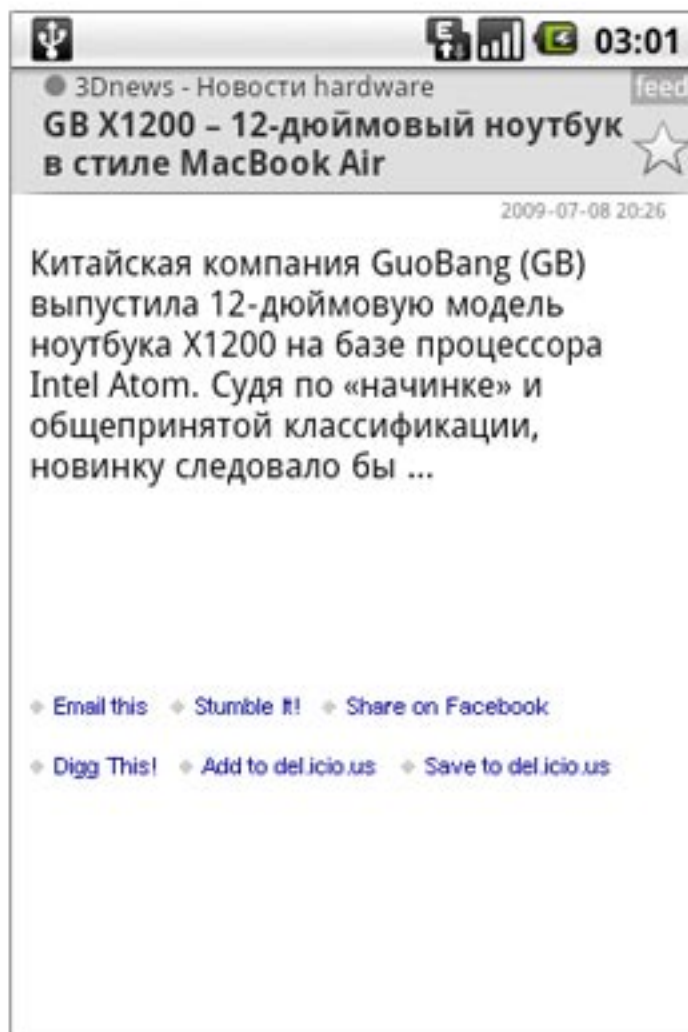 E 03:01
3Dnews - Новости hardware feed
GB X1200 – 12-дюймовый ноутбук
в стиле MacBook Air
2009-07-08 20:26
Китайская компания GuoBang (GB)
выпустила 12-дюймовую модель
ноутбука X1200 на базе процессора
Intel Atom. Судя по «начинке» и
общепринятой классификации,
новинку следовало бы ...
Email this Stumble It! Share on Facebook
Digg This! Add to del.icio.us Save to del.icio.us